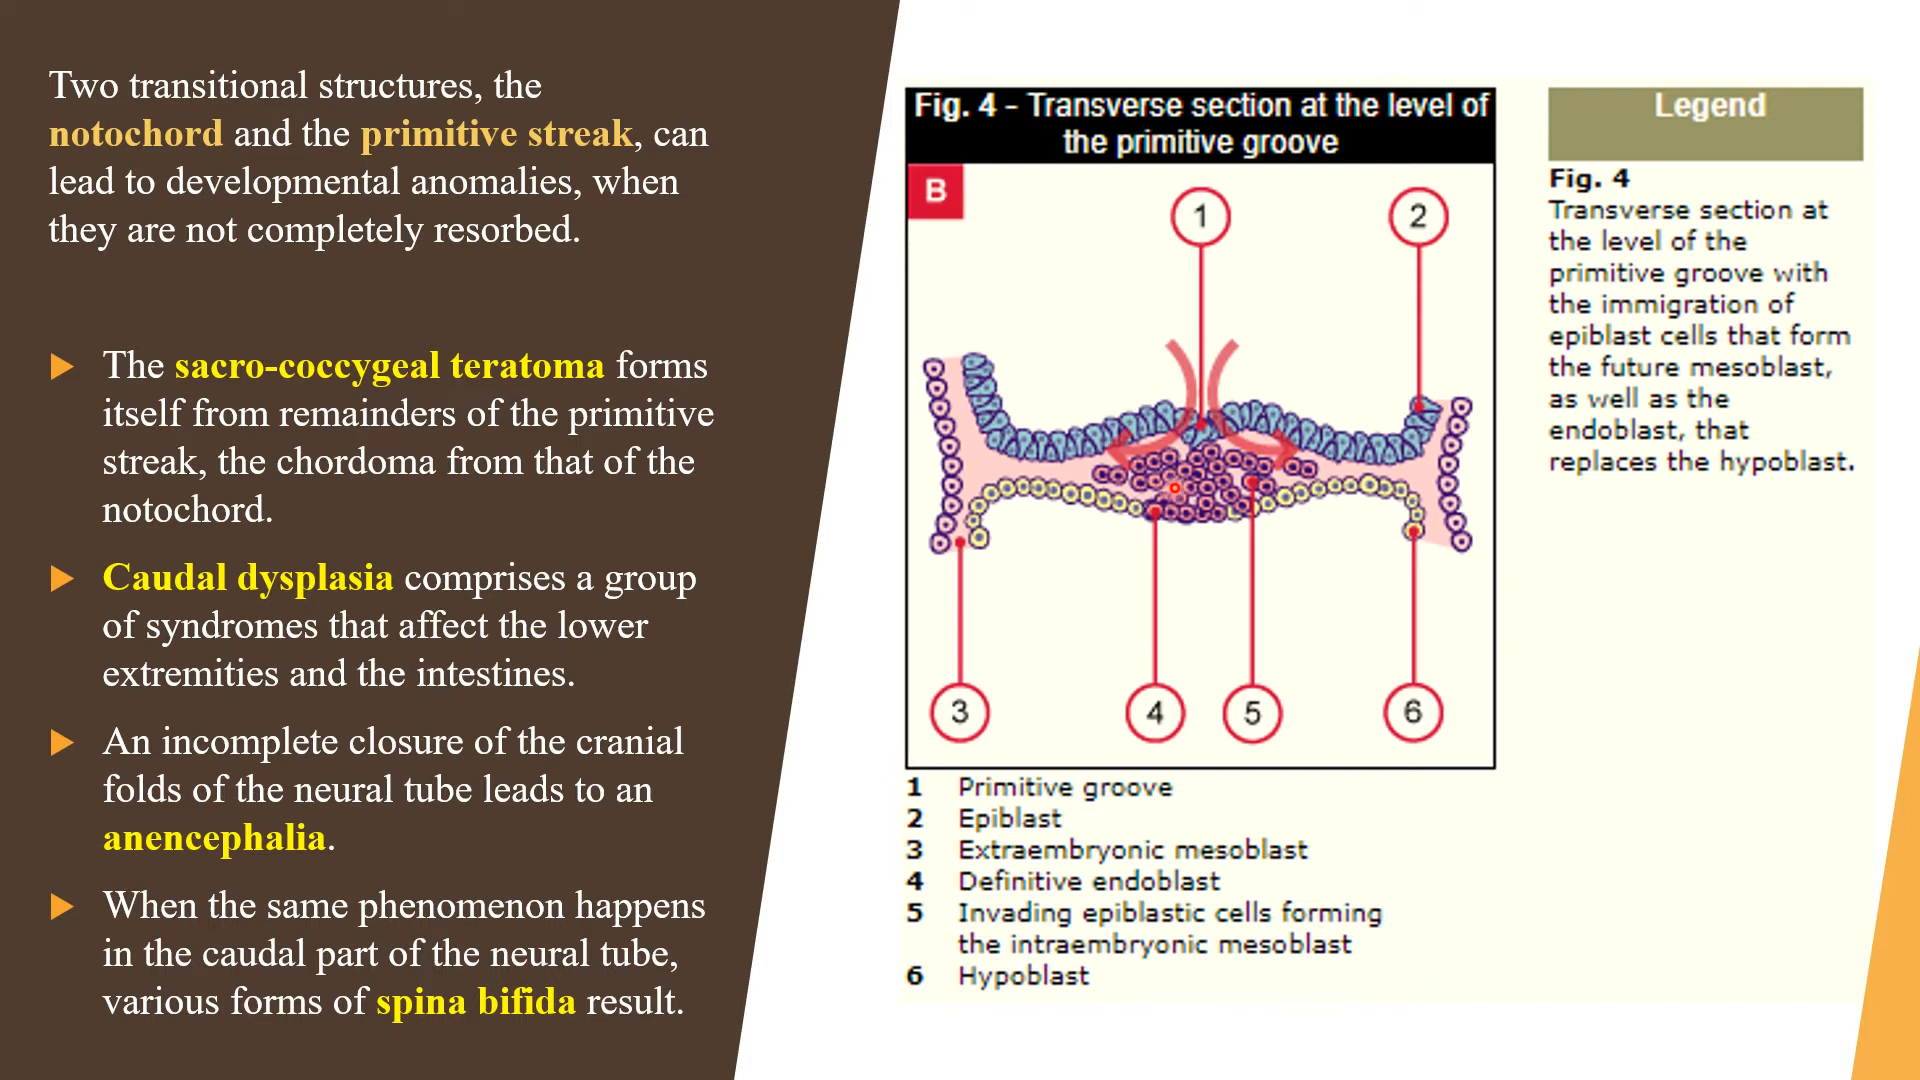 Two transitional structures, the
notochord and the primitive streak, can
lead to developmental anomalies, when
they are not completely resorbed.
The sacro-coccygeal teratoma forms
itself from remainders of the primitive
streak, the chordoma from that of the
notochord.
Caudal dysplasia comprises a group
of syndromes that affect the lower
extremities and the intestines.
An incomplete closure of the cranial
folds of the neural tube leads to an
anencephalia.
When the same phenomenon happens
in the caudal part of the neural tube,
various forms of spina bifida result.
Fig. 4 - Transverse section at the level of
the primitive groove
B
1
2
3
4
5
6
1 Primitive groove
2 Epiblast
3 Extraembryonic mesoblast
4 Definitive endoblast
5 Invading epiblastic cells forming
the intraembryonic mesoblast
6 Hypoblast
Legend
Fig. 4
Transverse section at
the level of the
primitive groove with
the immigration of
epiblast cells that form
the future mesoblast,
as well as the
endoblast, that
replaces the hypoblast.